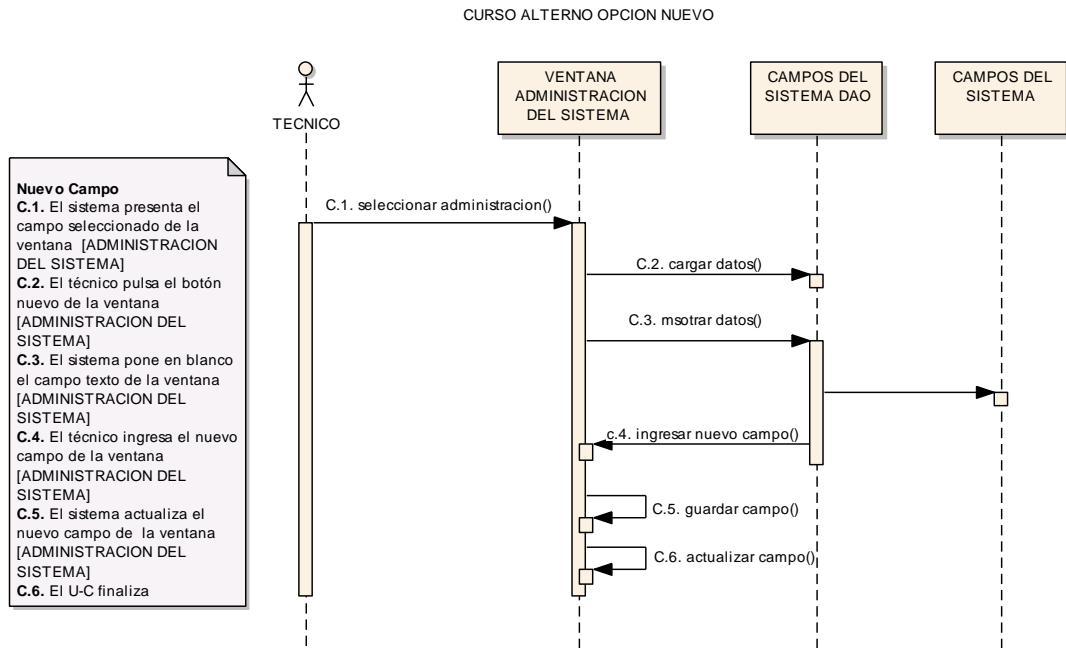 CURSO ALTERNO OPCION NUEVO
TECNICO
VENTANA
ADMINISTRACION
DEL SISTEMA
CAMPOS DEL
SISTEMA DAO
CAMPOS DEL
SISTEMA
Nuevo Campo
C.1. El sistema presenta el
campo seleccionado de la
ventana [ADMINISTRACION
DEL SISTEMA]
C.2. El técnico pulsa el botón
nuevo de la ventana
[ADMINISTRACION DEL
SISTEMA]
C.3. El sistema pone en blanco
el campo texto de la ventana
[ADMINISTRACION DEL
SISTEMA]
C.4. El técnico ingresa el nuevo
campo de la ventana
[ADMINISTRACION DEL
SISTEMA]
C.5. El sistema actualiza el
nuevo campo de la ventana
[ADMINISTRACION DEL
SISTEMA]
C.6. El U-C finaliza
C.1. seleccionar administracion()
C.2. cargar datos()
C.3. msotrar datos()
c.4. ingresar nuevo campo()
C.5. guardar campo()
C.6. actualizar campo()